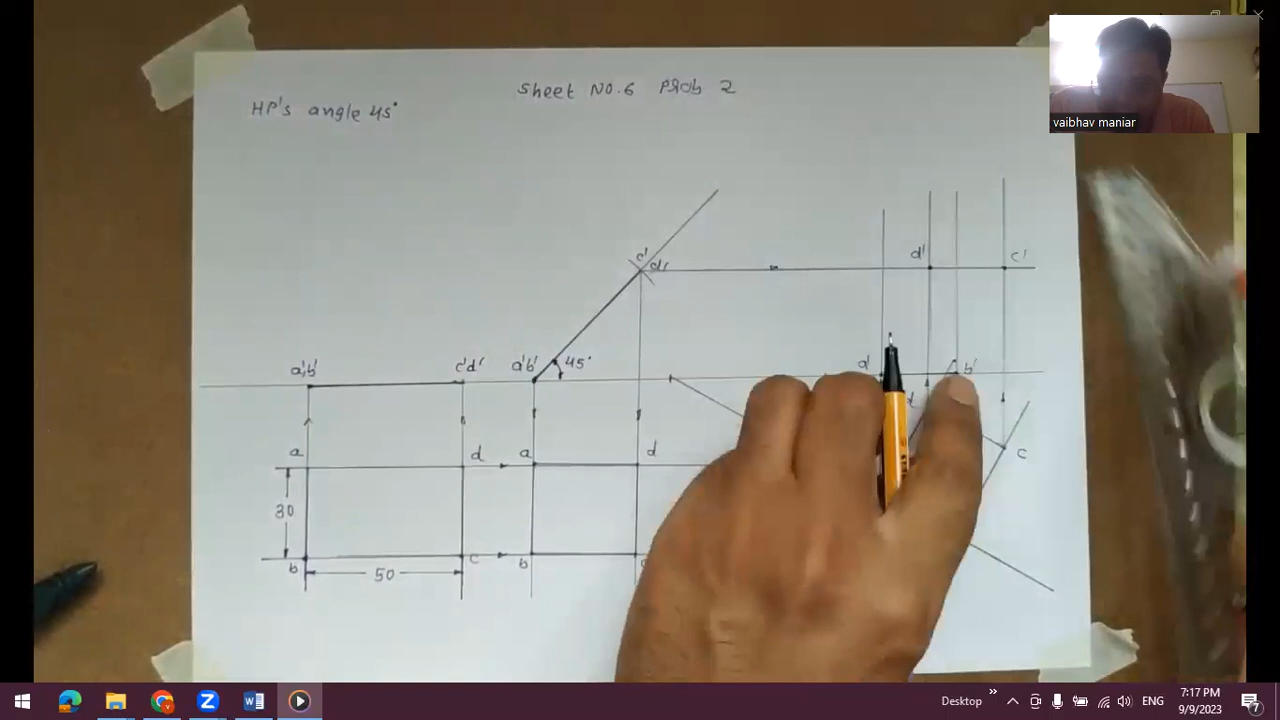 Sheet NO.6 Prob 2
HP's angle 45°
vaibhav maniar
c'
d'
d'
c'
a'b'
c'd'
a'b'
45°
a'
b'
a
d
a
d
c
30
b
50
c
b
Desktop
ENG
7:17 PM
9/9/2023
7